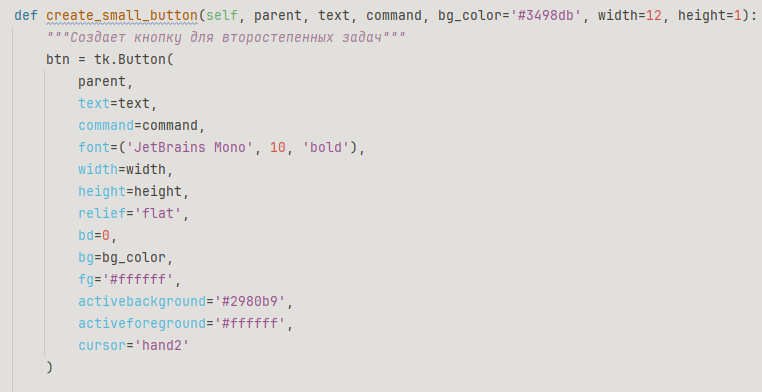 def create_small_button(self, parent, text, command, bg_color='#3498db', width=12, height=1):
    """Создает кнопку для второстепенных задач"""
    btn = tk.Button(
        parent,
        text=text,
        command=command,
        font=('JetBrains Mono', 10, 'bold'),
        width=width,
        height=height,
        relief='flat',
        bd=0,
        bg=bg_color,
        fg='#ffffff',
        activebackground='#2980b9',
        activeforeground='#ffffff',
        cursor='hand2'
    )